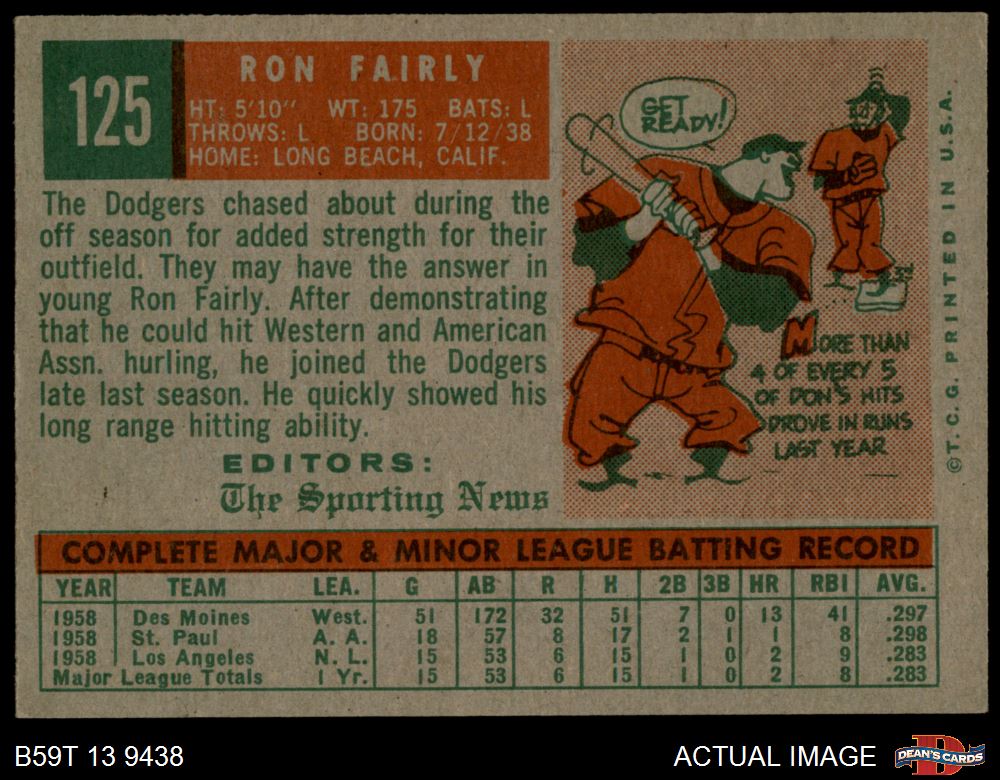 125
RON FAIRLY
HT: 5'10" WT: 175 BATS: L
THROWS: L BORN: 7/12/38
HOME: LONG BEACH, CALIF.
The Dodgers chased about during the
off season for added strength for their
outfield. They may have the answer in
young Ron Fairly. After demonstrating
that he could hit Western and American
Assn. hurling, he joined the Dodgers
late last season. He quickly showed his
long range hitting ability.
EDITORS:
The Sporting News
GET
READY!
MORE THAN
4 OF EVERY 5
OF DON'S HITS
DROVE IN RUNS
LAST YEAR
© T. C. G. PRINTED IN U.S.A.
COMPLETE MAJOR & MINOR LEAGUE BATTING RECORD
YEAR TEAM LEA. G AB R H 2B 3B HR RBI AVG.
1958 Des Moines West. 51 172 32 51 7 0 13 41 .297
1958 St. Paul A. A. 18 57 8 17 2 1 1 8 .298
1958 Los Angeles N. L. 15 53 6 15 1 0 2 9 .283
Major League Totals 1 Yr. 15 53 6 15 1 0 2 8 .283
B59T 13 9438
ACTUAL IMAGE
DEAN'S CARDS